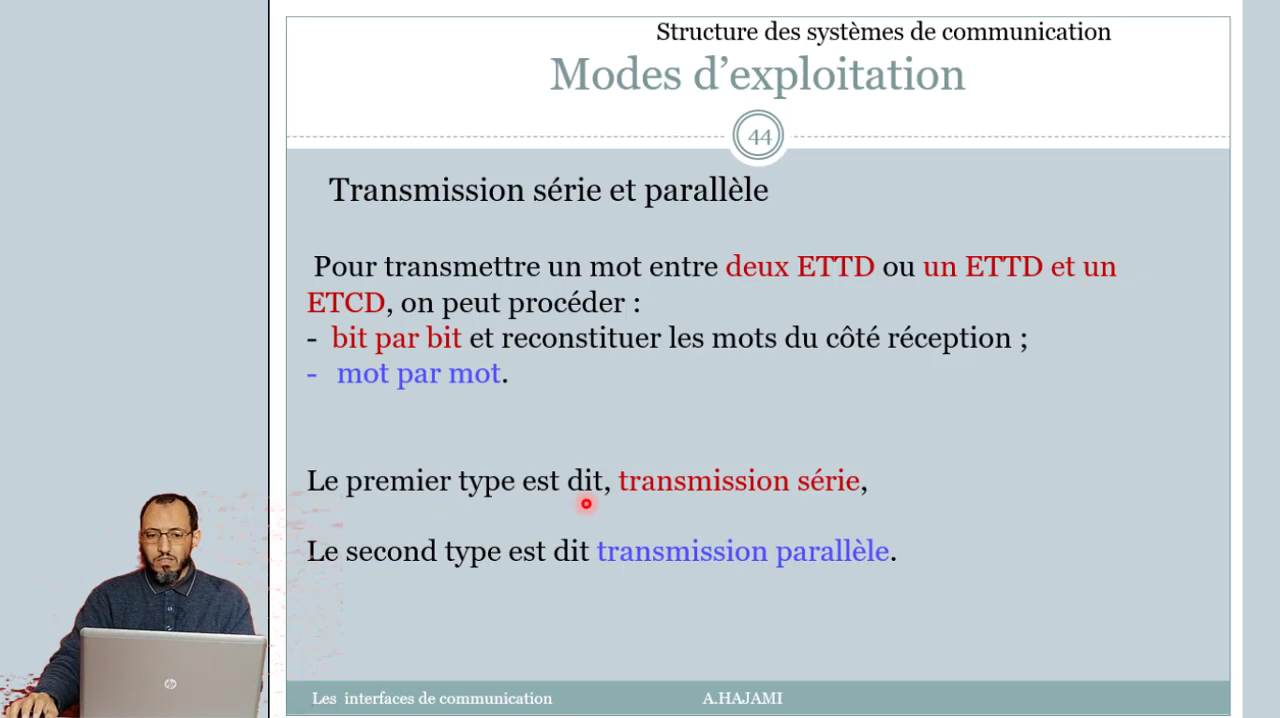 Structure des systèmes de communication
Modes d’exploitation
44
Transmission série et parallèle
Pour transmettre un mot entre deux ETTD ou un ETTD et un
ETCD, on peut procéder :
- bit par bit et reconstituer les mots du côté réception ;
- mot par mot.
Le premier type est dit, transmission série,
Le second type est dit transmission parallèle.
Les interfaces de communication A.HAJAMI